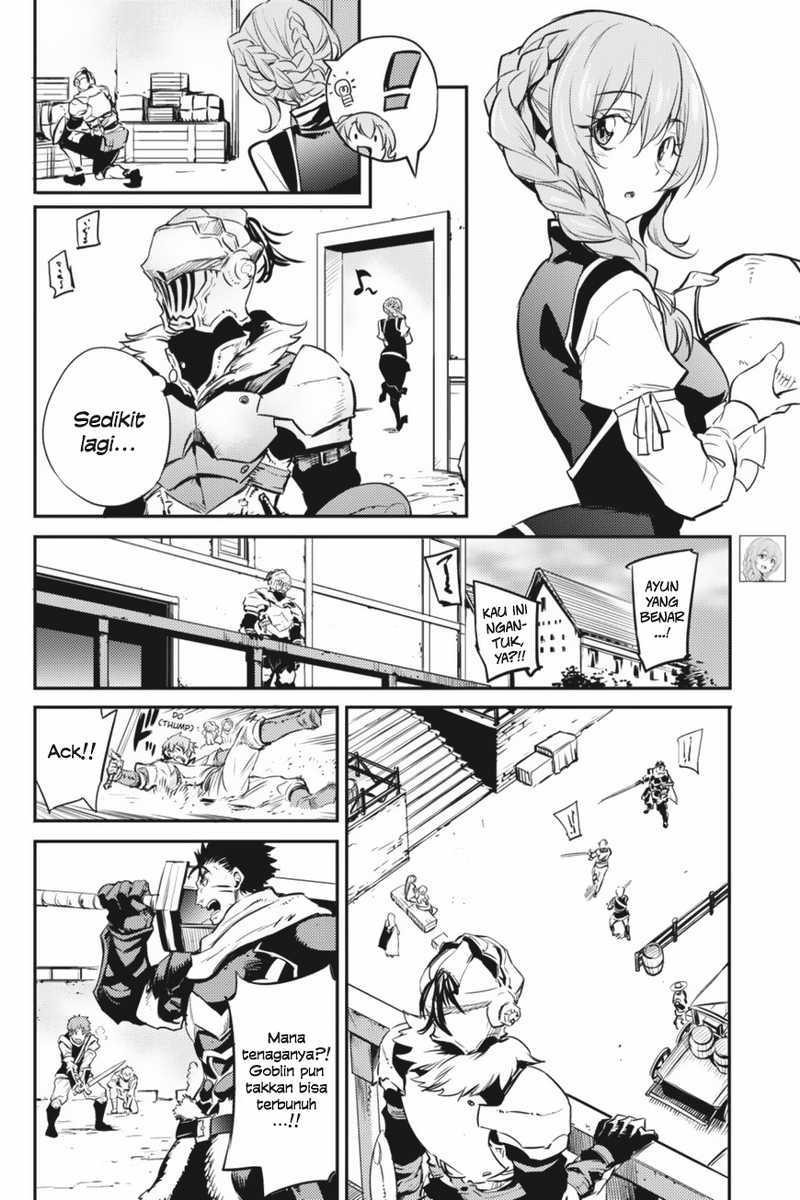 Sedikit
lagi...
AYUN
YANG
BENAR
...!
KAU INI
NGAN-
TUK,
YA?!!
DO
(THUMP)
Ack!!
Mana
tenaganya?!
Goblin pun
takkan bisa
terbunuh
...!!